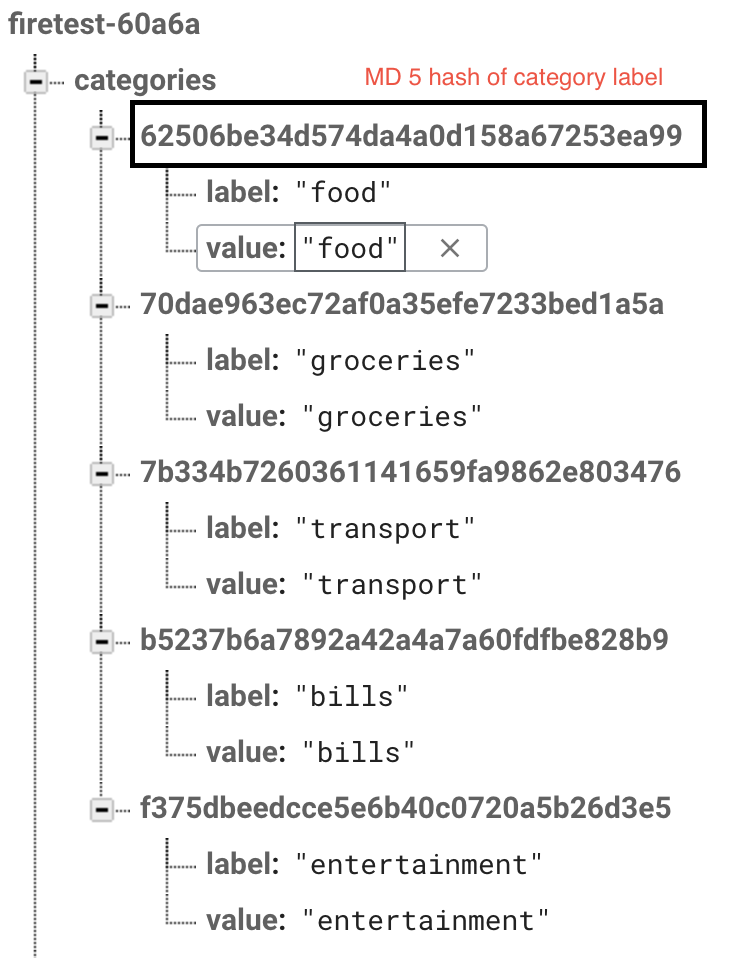 firetest-60a6a
categories
MD 5 hash of category label
62506be34d574da4a0d158a67253ea99
label: "food"
value: "food" ×
70dae963ec72af0a35efe7233bed1a5a
label: "groceries"
value: "groceries"
7b334b7260361141659fa9862e803476
label: "transport"
value: "transport"
b5237b6a7892a42a4a7a60fdfbe828b9
label: "bills"
value: "bills"
f375dbeedcce5e6b40c0720a5b26d3e5
label: "entertainment"
value: "entertainment"